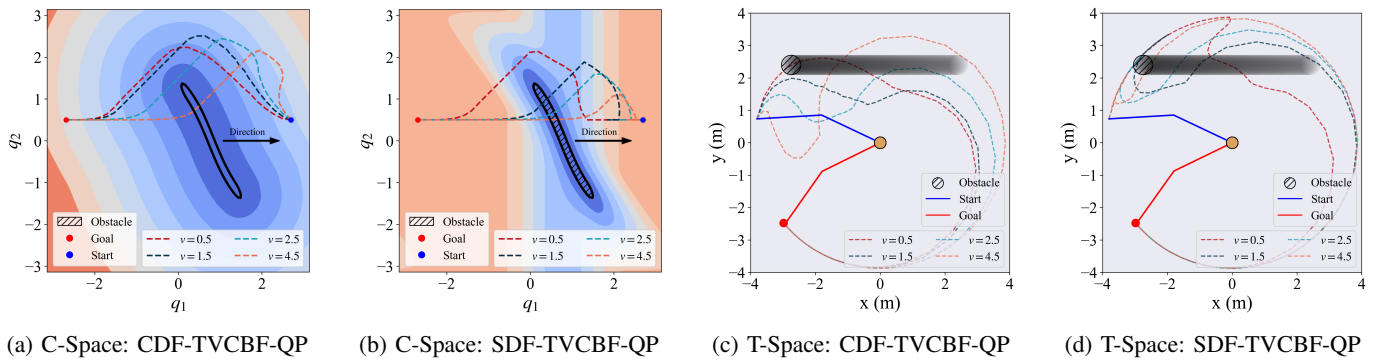 3
2
1
0
−1
−2
−3
q₂
−2
0
2
q₁
Direction
Obstacle
Goal
Start
v = 0.5
v = 1.5
v = 2.5
v = 4.5
(a) C-Space: CDF-TVCBF-QP
3
2
1
0
−1
−2
−3
q₂
−2
0
2
q₁
Direction
Obstacle
Goal
Start
v = 0.5
v = 1.5
v = 2.5
v = 4.5
(b) C-Space: SDF-TVCBF-QP
4
3
2
1
0
−1
−2
−3
−4
y (m)
−4
−2
0
2
4
x (m)
Obstacle
Start
Goal
v = 0.5
v = 1.5
v = 2.5
v = 4.5
(c) T-Space: CDF-TVCBF-QP
4
3
2
1
0
−1
−2
−3
−4
y (m)
−4
−2
0
2
4
x (m)
Obstacle
Start
Goal
v = 0.5
v = 1.5
v = 2.5
v = 4.5
(d) T-Space: SDF-TVCBF-QP